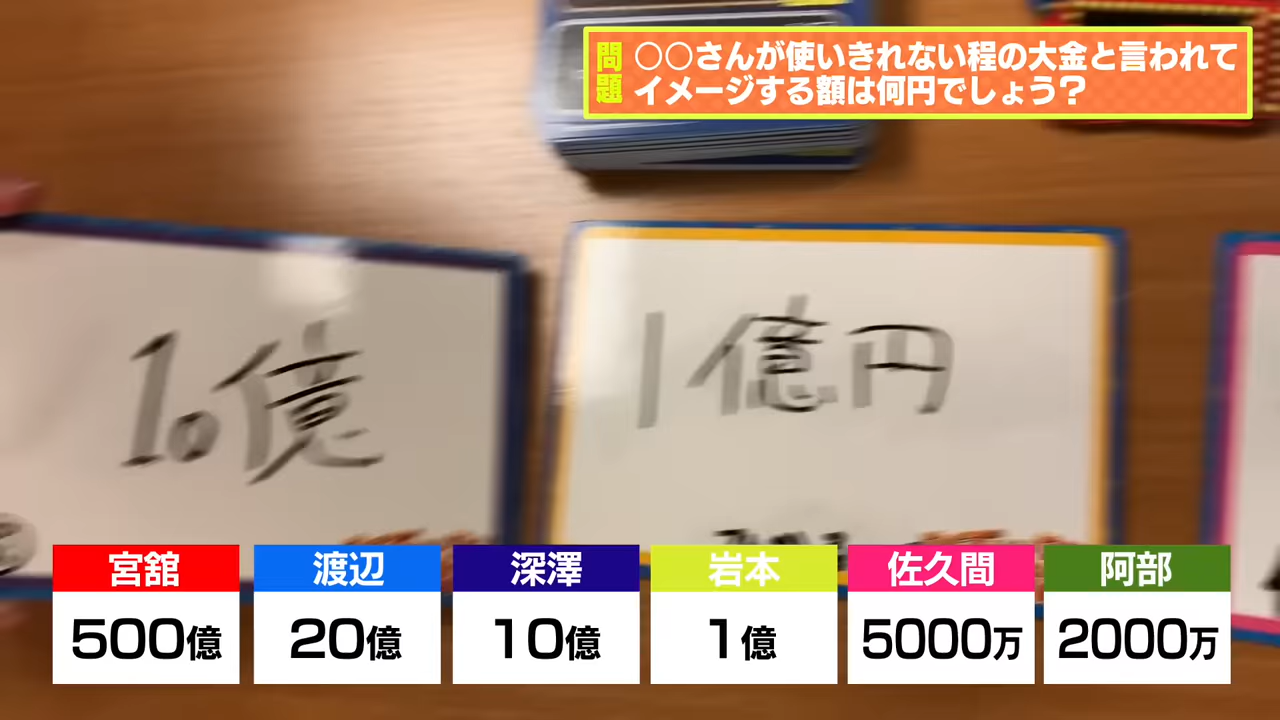 問題
○○さんが使いきれない程の大金と言われて
イメージする額は何円でしょう?
10億
1億円
宮舘
渡辺
深澤
岩本
佐久間
阿部
500億
20億
10億
1億
5000万
2000万